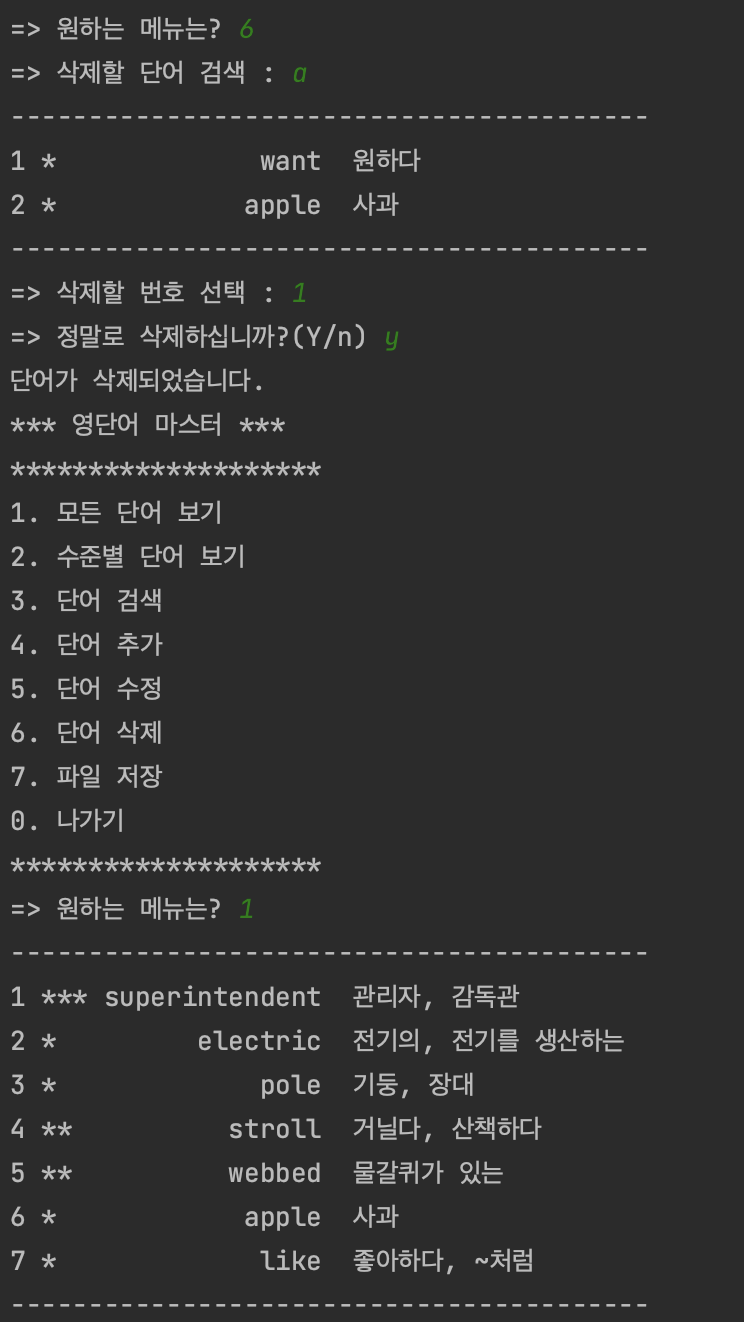 => 원하는 메뉴는? 6
=> 삭제할 단어 검색 : a
-----------------------------------------
1 *             want  원하다
2 *            apple  사과
-----------------------------------------
=> 삭제할 번호 선택 : 1
=> 정말로 삭제하십니까?(Y/n) y
단어가 삭제되었습니다.
*** 영단어 마스터 ***
********************
1. 모든 단어 보기
2. 수준별 단어 보기
3. 단어 검색
4. 단어 추가
5. 단어 수정
6. 단어 삭제
7. 파일 저장
0. 나가기
********************
=> 원하는 메뉴는? 1
-----------------------------------------
1 *** superintendent  관리자, 감독관
2 *         electric  전기의, 전기를 생산하는
3 *             pole  기둥, 장대
4 **          stroll  거닐다, 산책하다
5 **          webbed  물갈퀴가 있는
6 *            apple  사과
7 *             like  좋아하다, ~처럼
-----------------------------------------